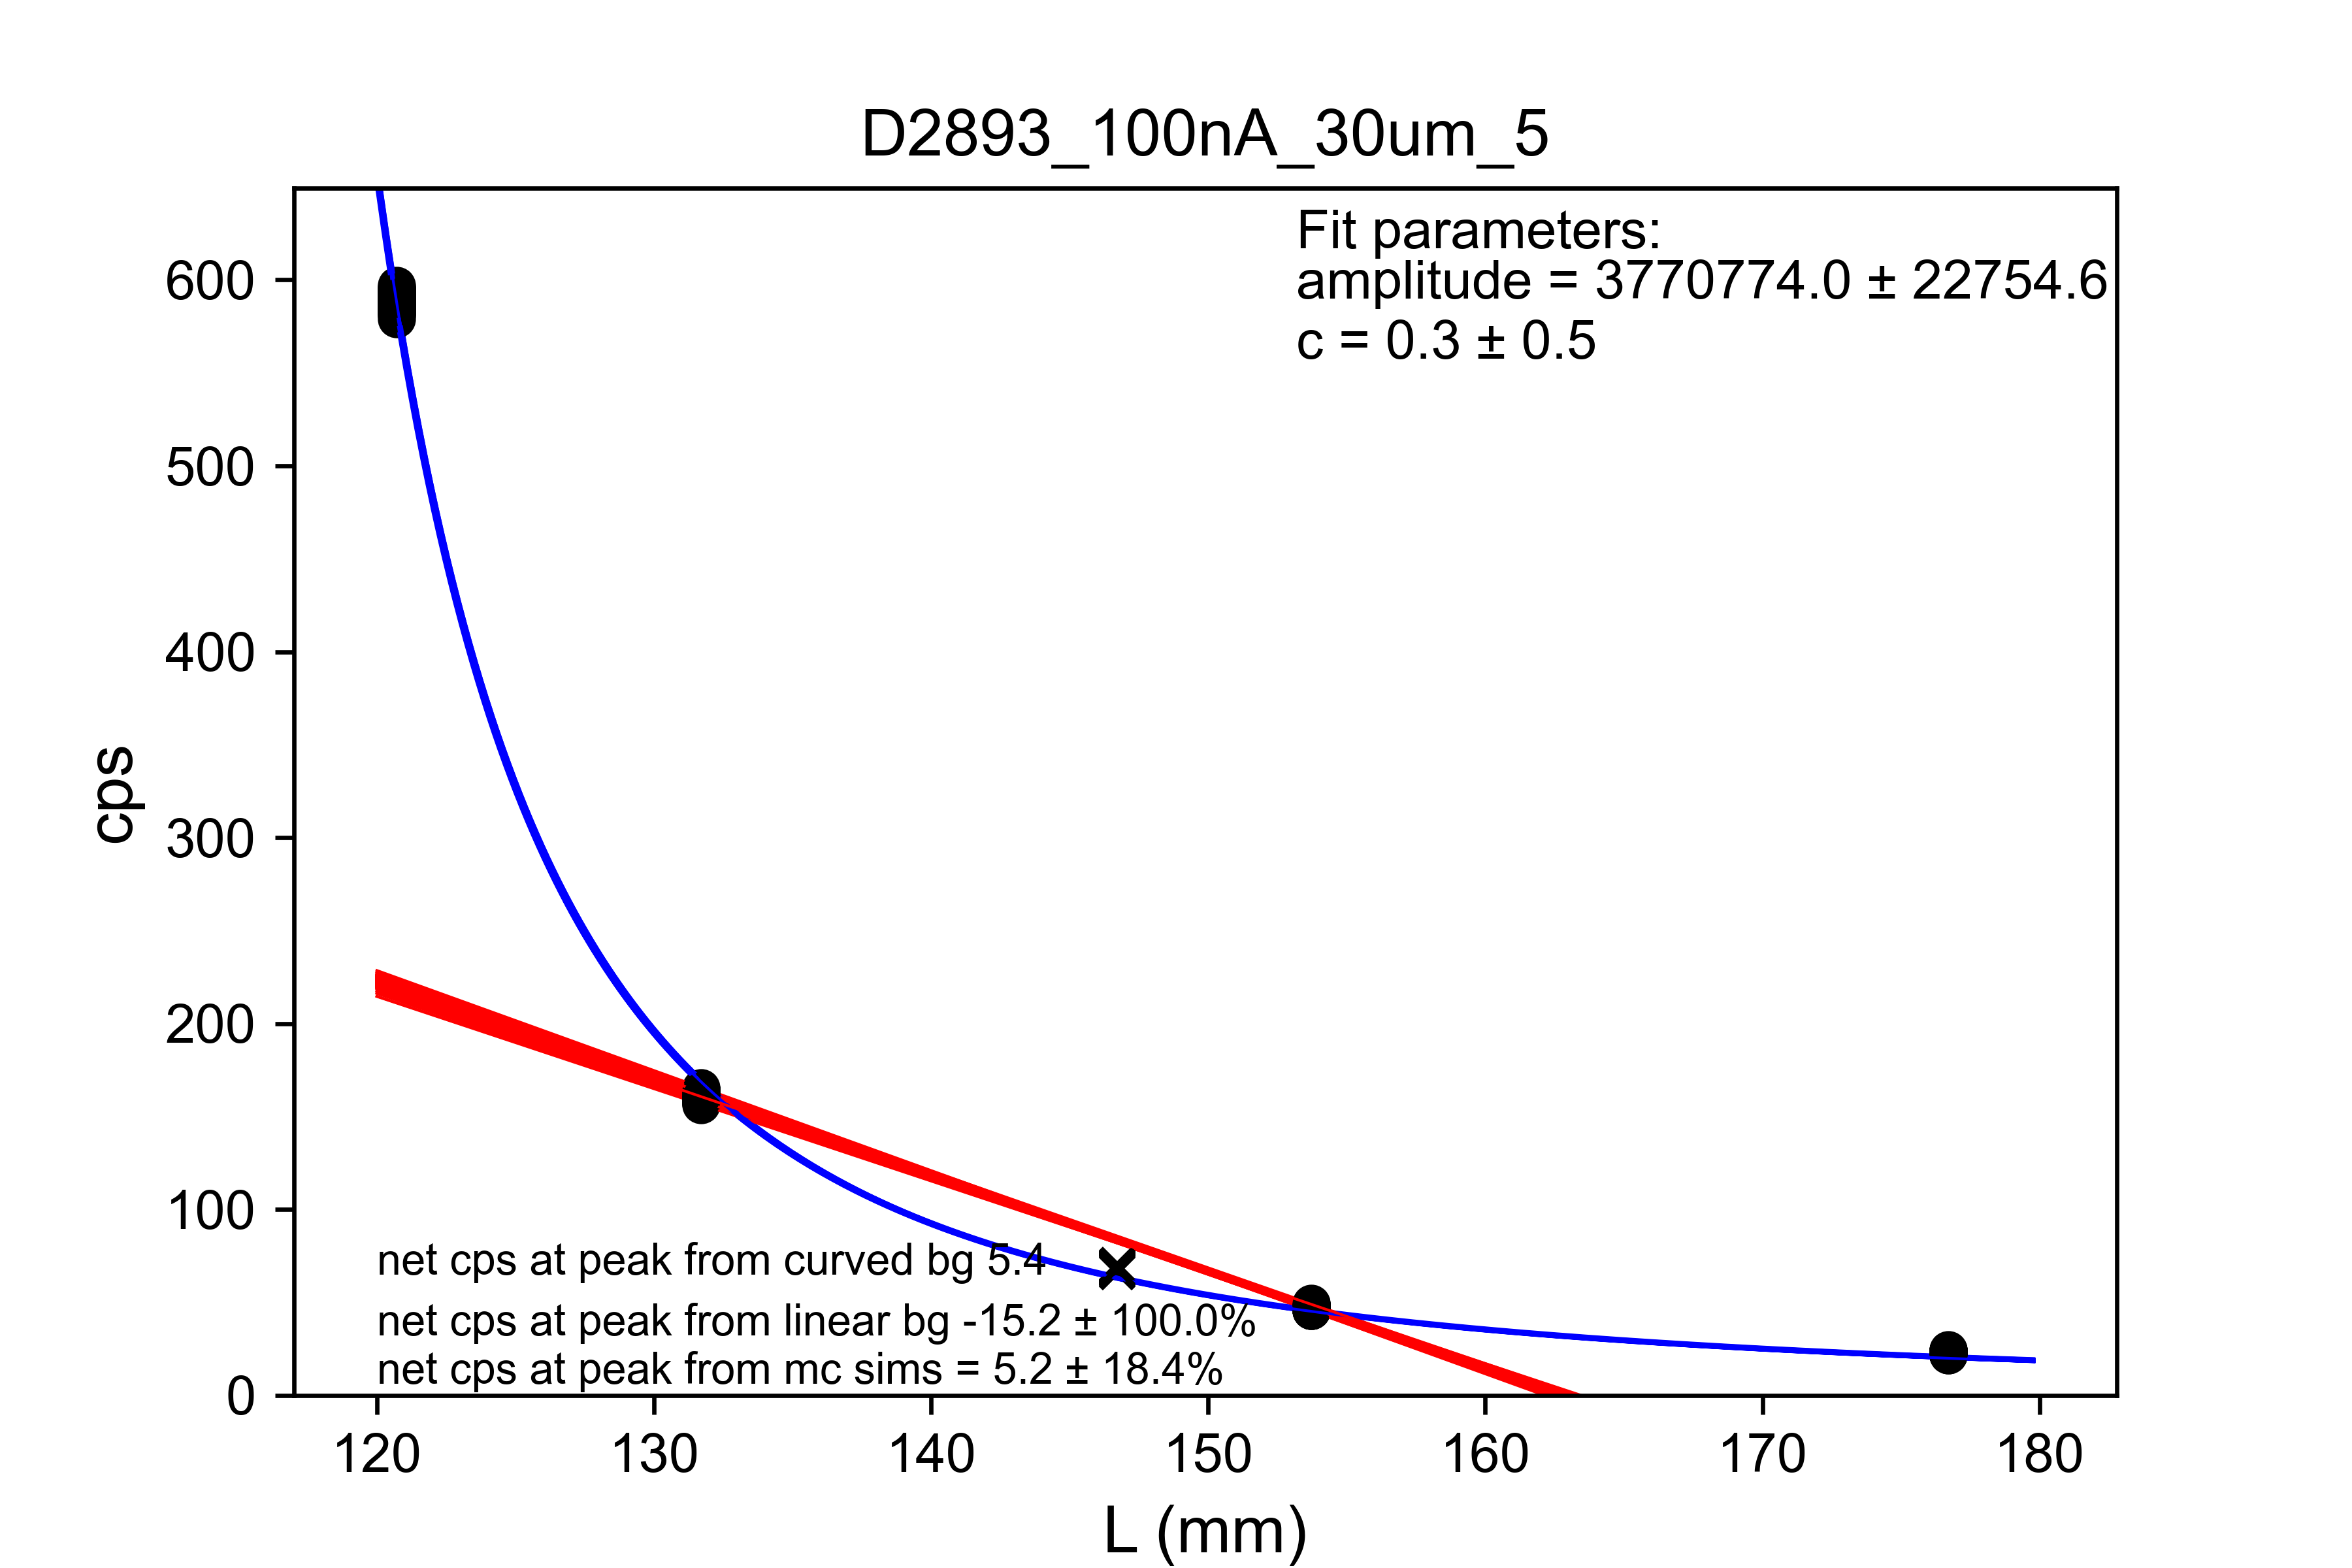 D2893_100nA_30um_5
Fit parameters:
amplitude = 3770774.0 ± 22754.6
c = 0.3 ± 0.5
600
500
400
300
200
100
0
cps
net cps at peak from curved bg 5.4
net cps at peak from linear bg -15.2 ± 100.0%
net cps at peak from mc sims = 5.2 ± 18.4%
120 130 140 150 160 170 180
L (mm)